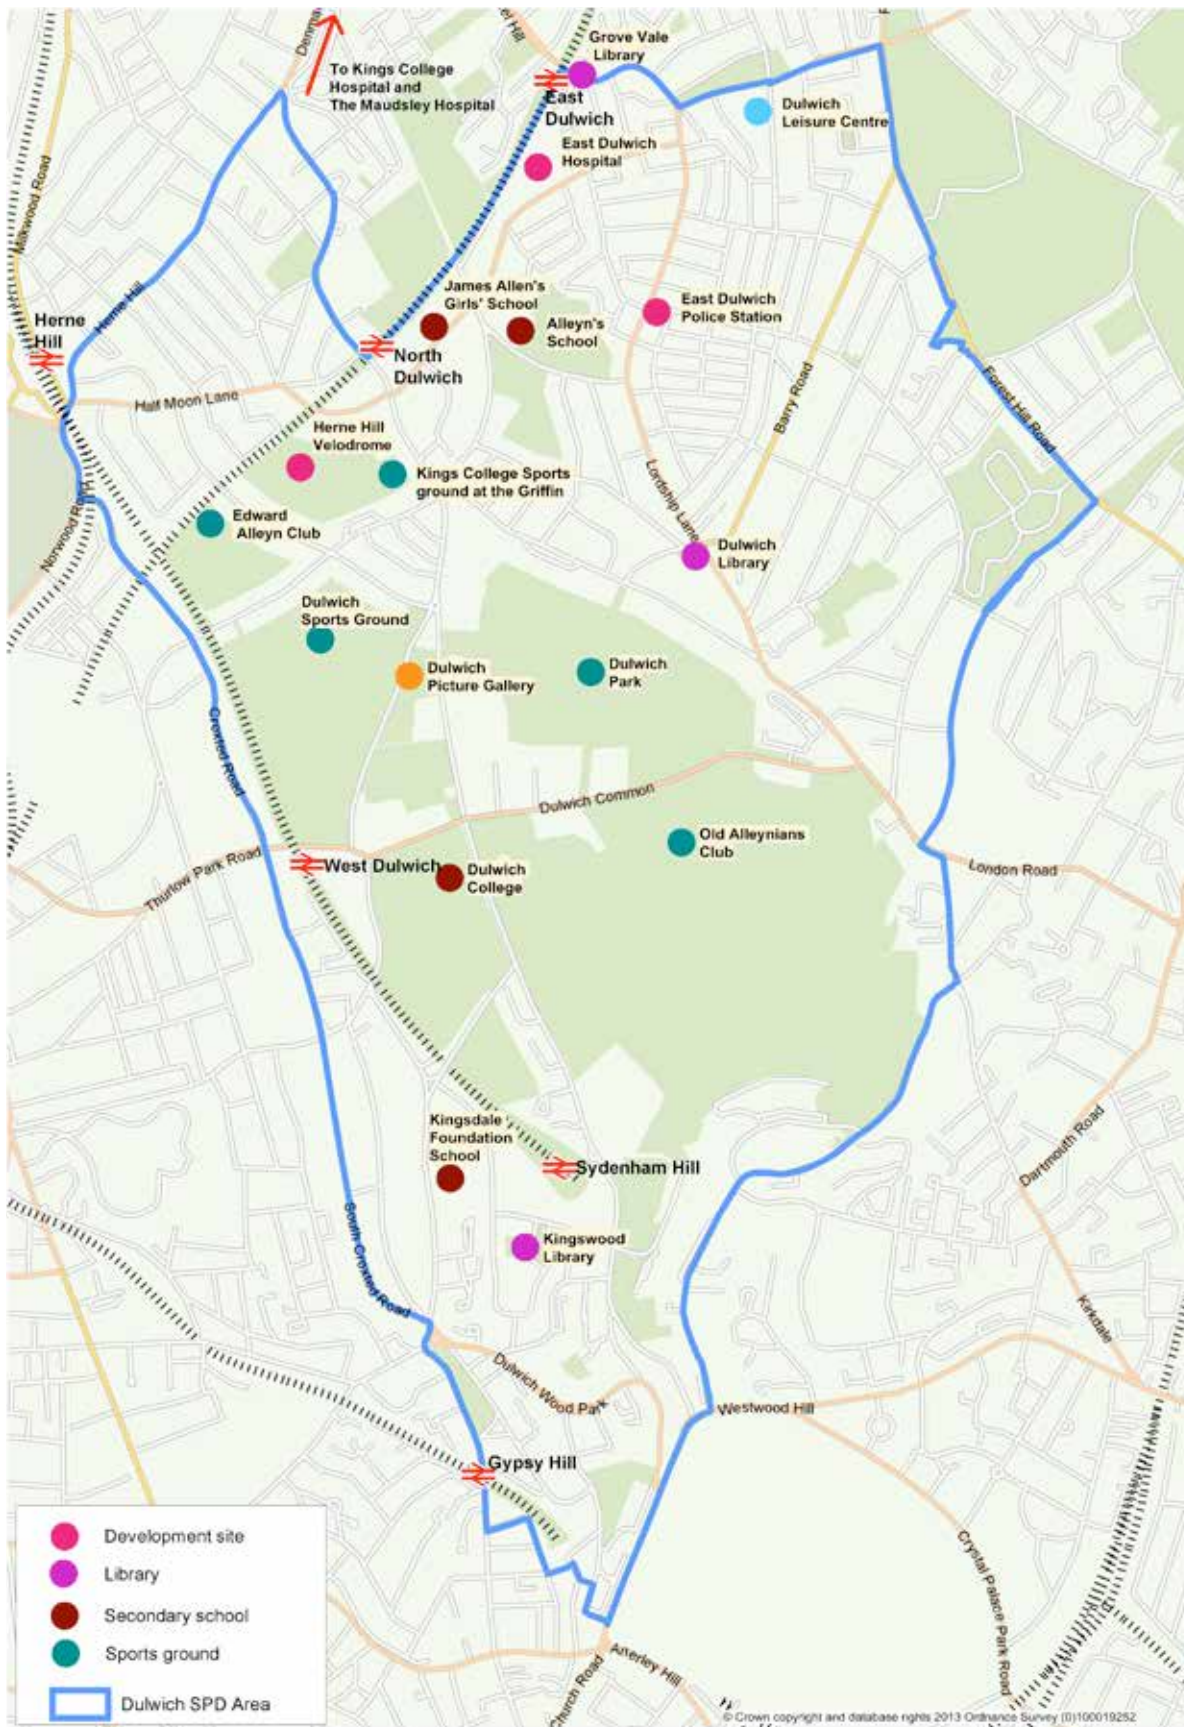 Grove Vale
Library
To Kings College
Hospital and
The Maudsley Hospital
East
Dulwich
Dulwich
Leisure Centre
East Dulwich
Hospital
Milkwood Road
Herne Hill
Herne
Hill
James Allen's
Girls' School
Alleyn's
School
East Dulwich
Police Station
North
Dulwich
Half Moon Lane
Barry Road
Forest Hill Road
Herne Hill
Velodrome
Kings College Sports
ground at the Griffin
Lordship Lane
Norwood Road
Edward
Alleyn Club
Dulwich
Library
Dulwich
Sports Ground
Dulwich
Picture Gallery
Dulwich
Park
Croxted Road
Dulwich Common
Old Alleynians
Club
Thurlow Park Road
West Dulwich
Dulwich
College
London Road
Kingsdale
Foundation
School
Sydenham Hill
Dartmouth Road
Kingswood
Library
South Croxted Road
Kirkdale
Dulwich Wood Park
Westwood Hill
Gypsy Hill
Crystal Palace Park Road
Church Road
Anerley Hill
Development site
Library
Secondary school
Sports ground
Dulwich SPD Area
© Crown copyright and database rights 2013 Ordnance Survey (0)100019252